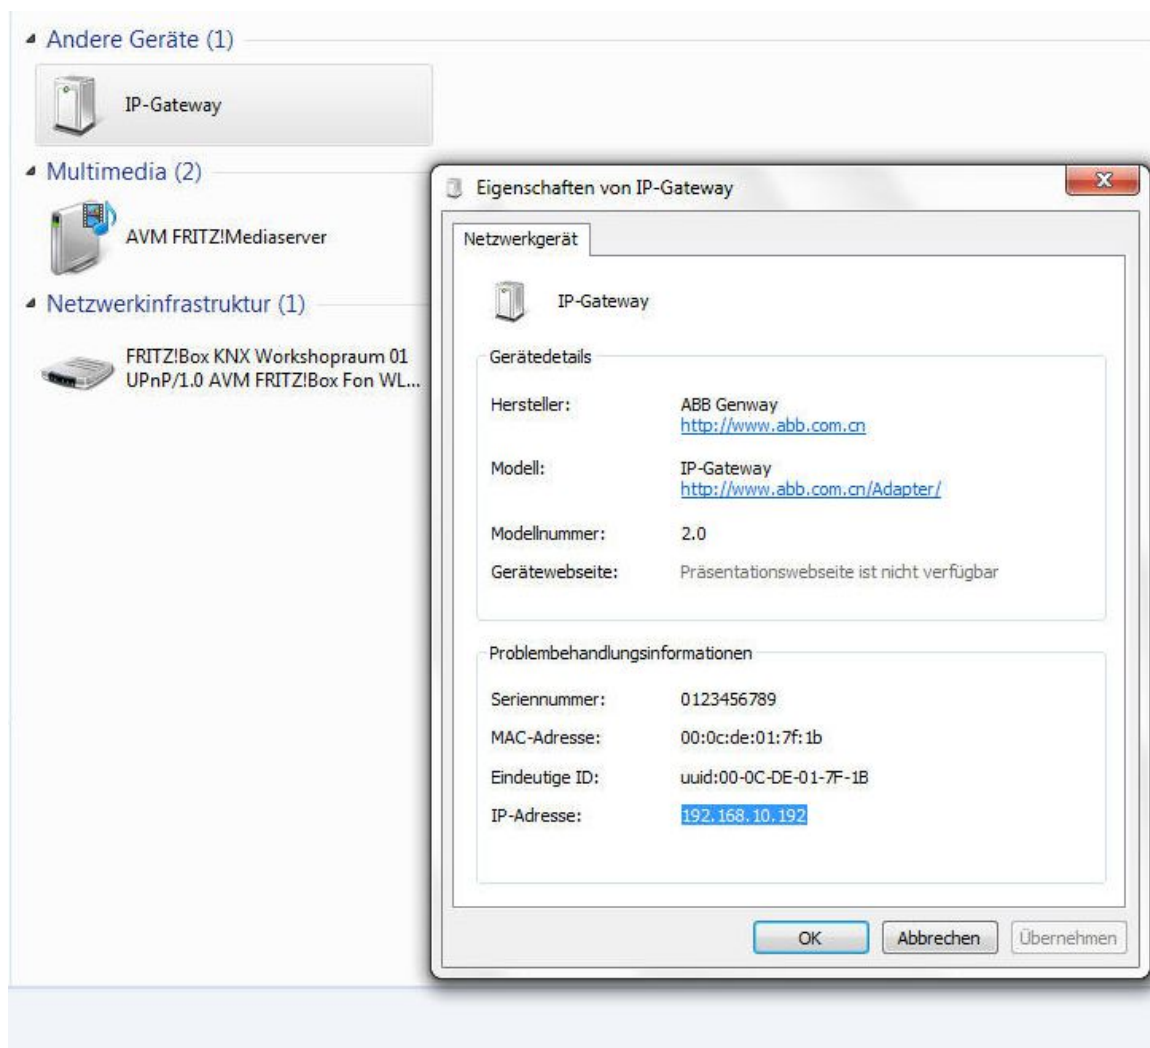 Andere Geräte (1)
IP-Gateway
Multimedia (2)
AVM FRITZ!Mediaserver
Netzwerkinfrastruktur (1)
FRITZ!Box KNX Workshopraum 01
UPnP/1.0 AVM FRITZ!Box Fon WL...
Eigenschaften von IP-Gateway
Netzwerkgerät
IP-Gateway
Gerätedetails
Hersteller: ABB Genway
http://www.abb.com.cn
Modell: IP-Gateway
http://www.abb.com.cn/Adapter/
Modellnummer: 2.0
Gerätewebseite: Präsentationswebseite ist nicht verfügbar
Problembehandlungsinformationen
Seriennummer: 0123456789
MAC-Adresse: 00:0c:de:01:7f:1b
Eindeutige ID: uuid:00-0C-DE-01-7F-1B
IP-Adresse: 192.168.10.192
OK Abbrechen Übernehmen